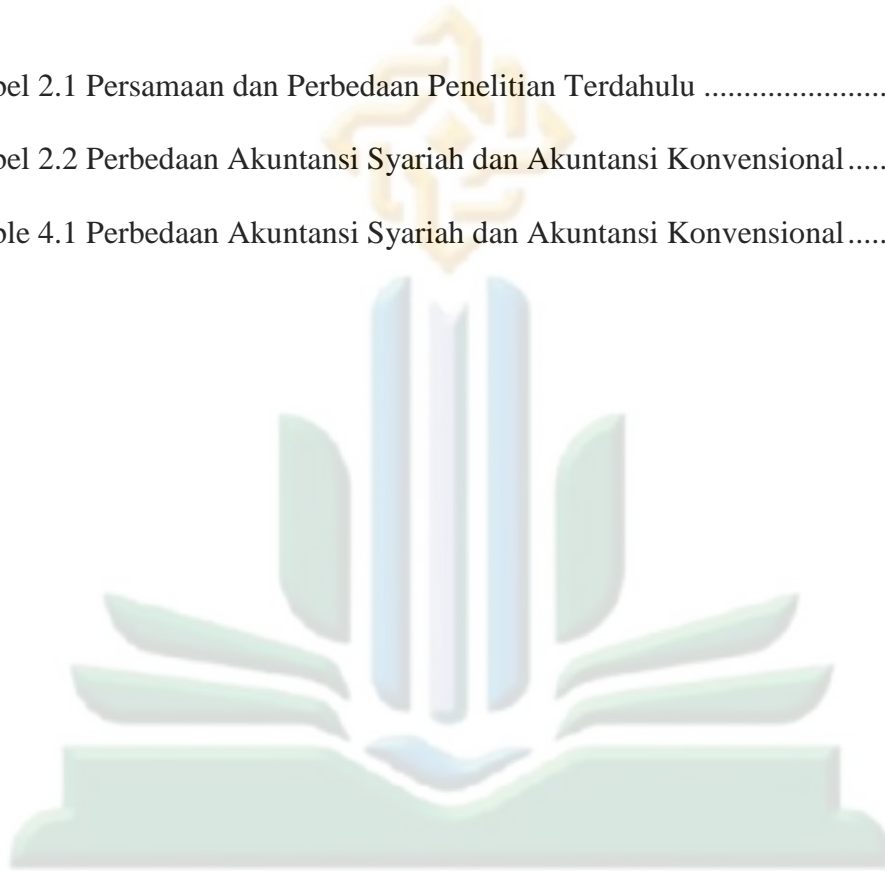 bel 2.1 Persamaan dan Perbedaan Penelitian Terdahulu .......................
bel 2.2 Perbedaan Akuntansi Syariah dan Akuntansi Konvensional .....
ble 4.1 Perbedaan Akuntansi Syariah dan Akuntansi Konvensional .....